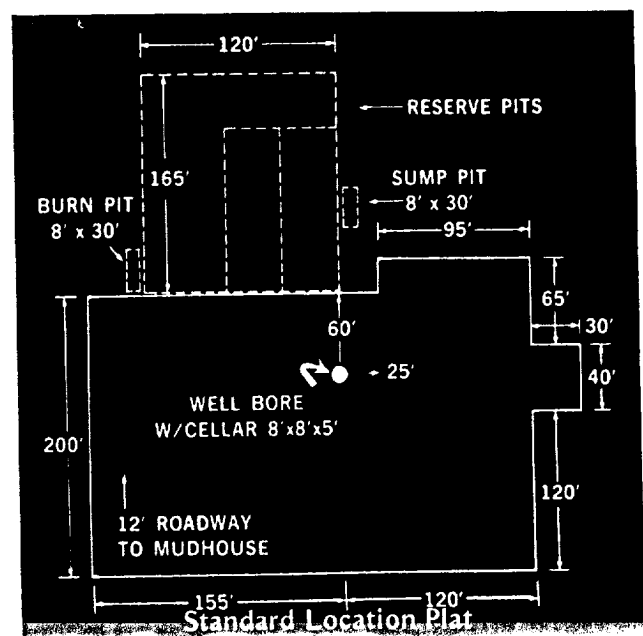 120'
RESERVE PITS
165'
SUMP PIT
8' x 30'
BURN PIT
8' x 30'
95'
65'
30'
60'
25'
40'
WELL BORE
W/CELLAR 8'x8'x5'
200'
120'
12' ROADWAY
TO MUDHOUSE
155'
120'
Standard Location Plat